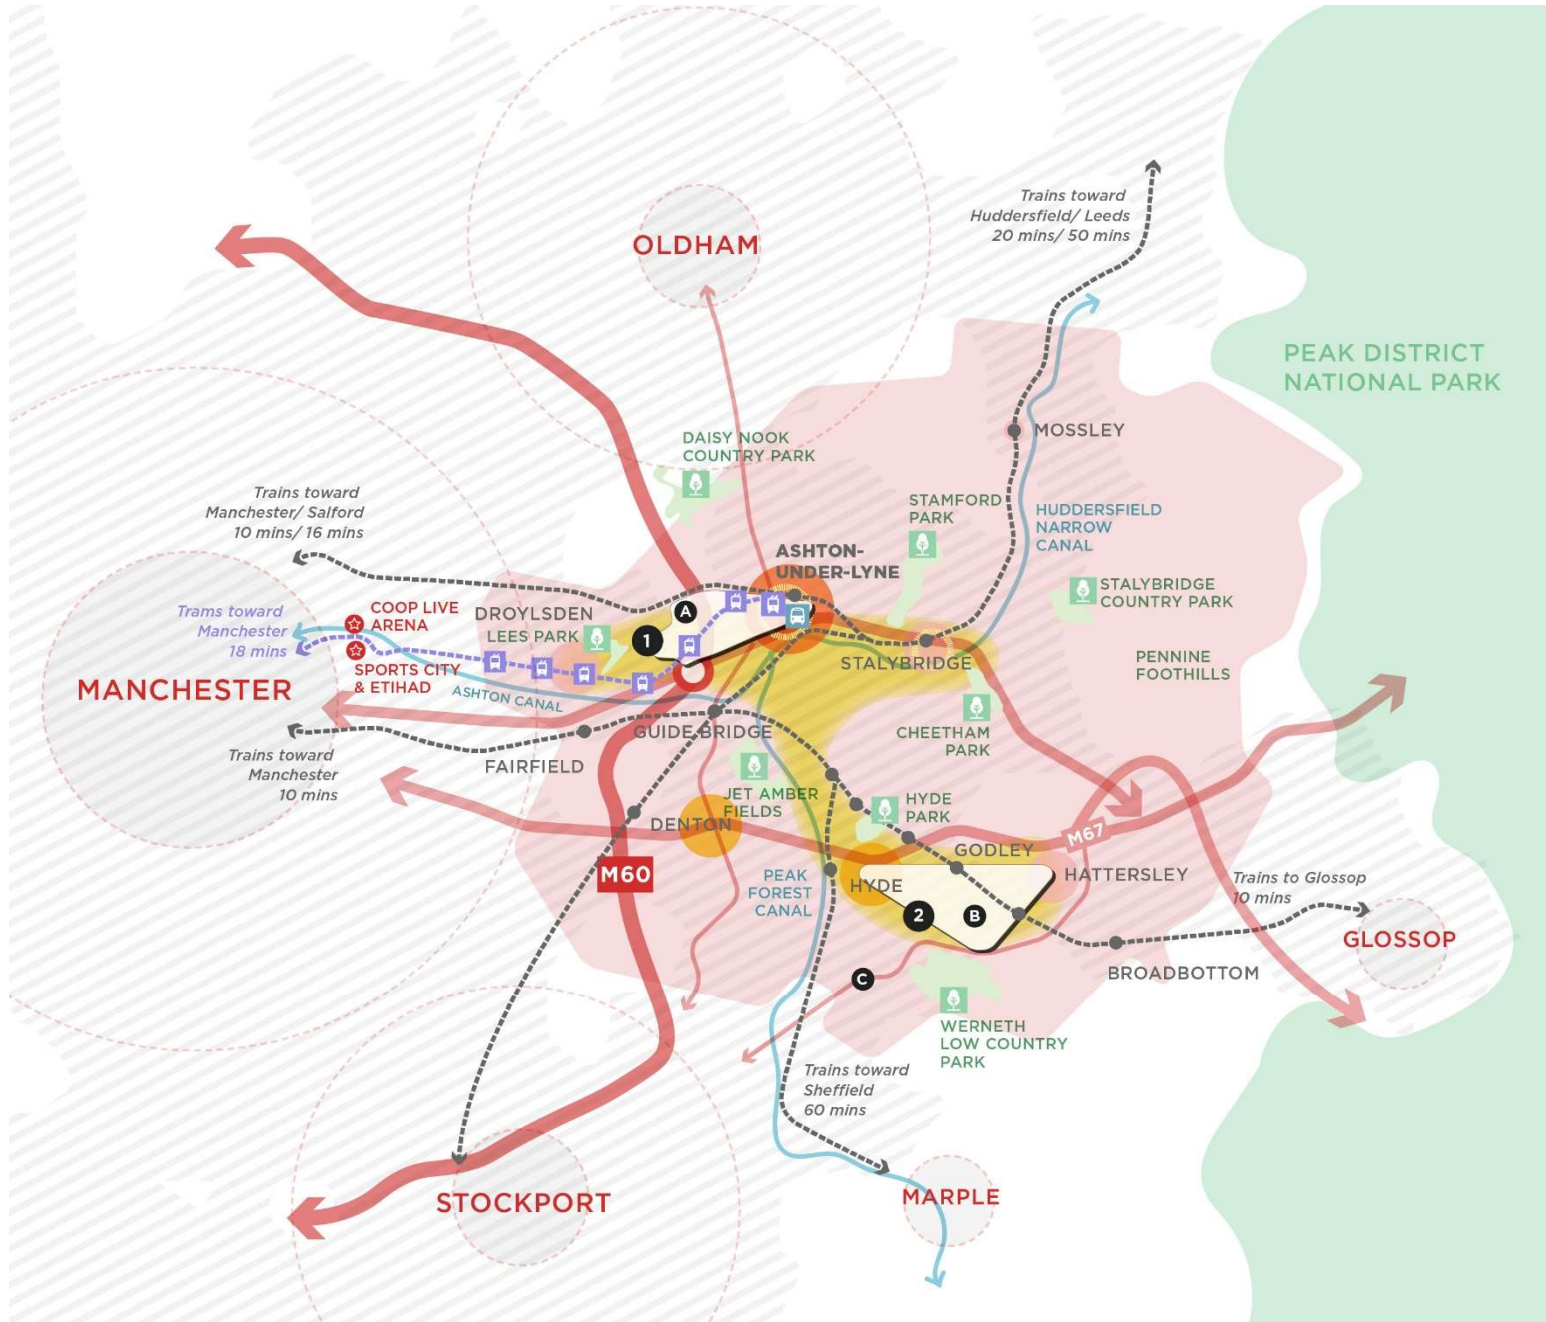 OLDHAM
Trains toward
Huddersfield/ Leeds
20 mins/ 50 mins
PEAK DISTRICT
NATIONAL PARK
MOSSLEY
DAISY NOOK
COUNTRY PARK
Trains toward
Manchester/ Salford
10 mins/ 16 mins
STAMFORD
PARK
HUDDERSFIELD
NARROW
CANAL
ASHTON-
UNDER-LYNE
STALYBRIDGE
COUNTRY PARK
Trams toward
Manchester
18 mins
COOP LIVE
ARENA
DROYLSDEN
LEES PARK
A
1
SPORTS CITY
& ETIHAD
STALYBRIDGE
PENNINE
FOOTHILLS
MANCHESTER
ASHTON CANAL
GUIDE BRIDGE
CHEETHAM
PARK
Trains toward
Manchester
10 mins
FAIRFIELD
JET AMBER
FIELDS
HYDE
PARK
DENTON
M67
GODLEY
M60
PEAK
FOREST
CANAL
HYDE
HATTERSLEY
Trains to Glossop
10 mins
2
B
GLOSSOP
C
BROADBOTTOM
WERNETH
LOW COUNTRY
PARK
Trains toward
Sheffield
60 mins
STOCKPORT
MARPLE